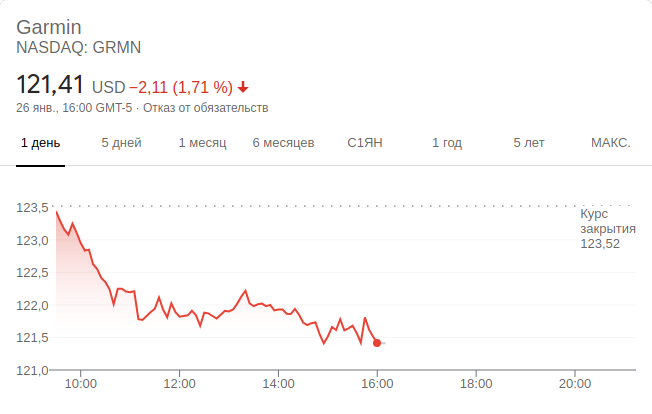 Garmin
NASDAQ: GRMN
121,41 USD −2,11 (1,71 %)
26 янв., 16:00 GMT-5 · Отказ от обязательств
1 день 5 дней 1 месяц 6 месяцев С1ЯН 1 год 5 лет МАКС.
123,5
Курс
закрытия
123,52
123,0
122,5
122,0
121,5
121,0
10:00 12:00 14:00 16:00 18:00 20:00